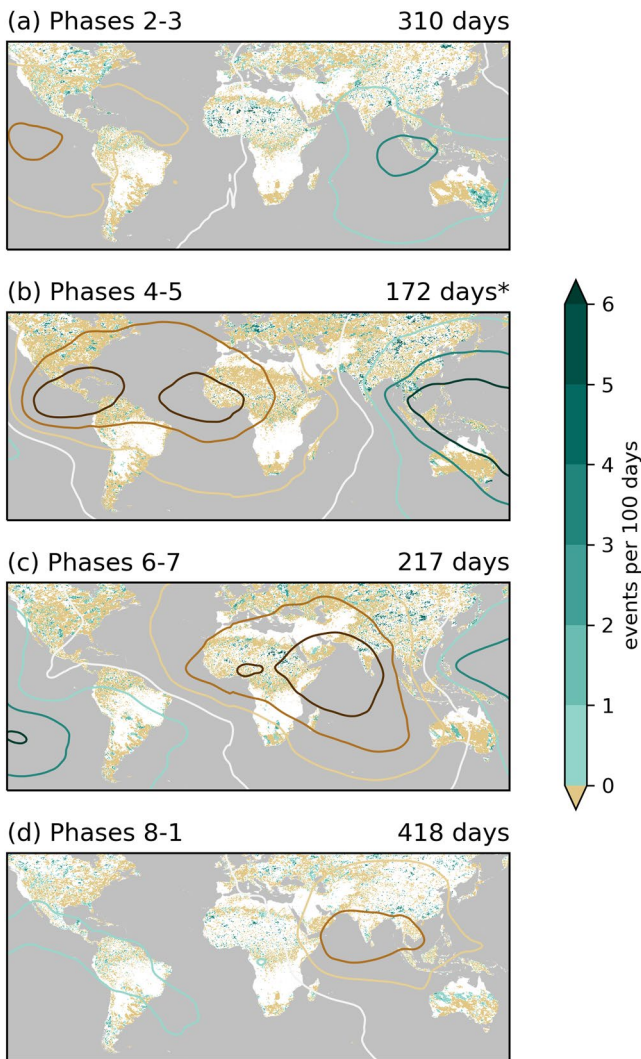 (a) Phases 2-3 310 days
(b) Phases 4-5 172 days*
(c) Phases 6-7 217 days
(d) Phases 8-1 418 days
6
5
4
3
2
1
0
events per 100 days